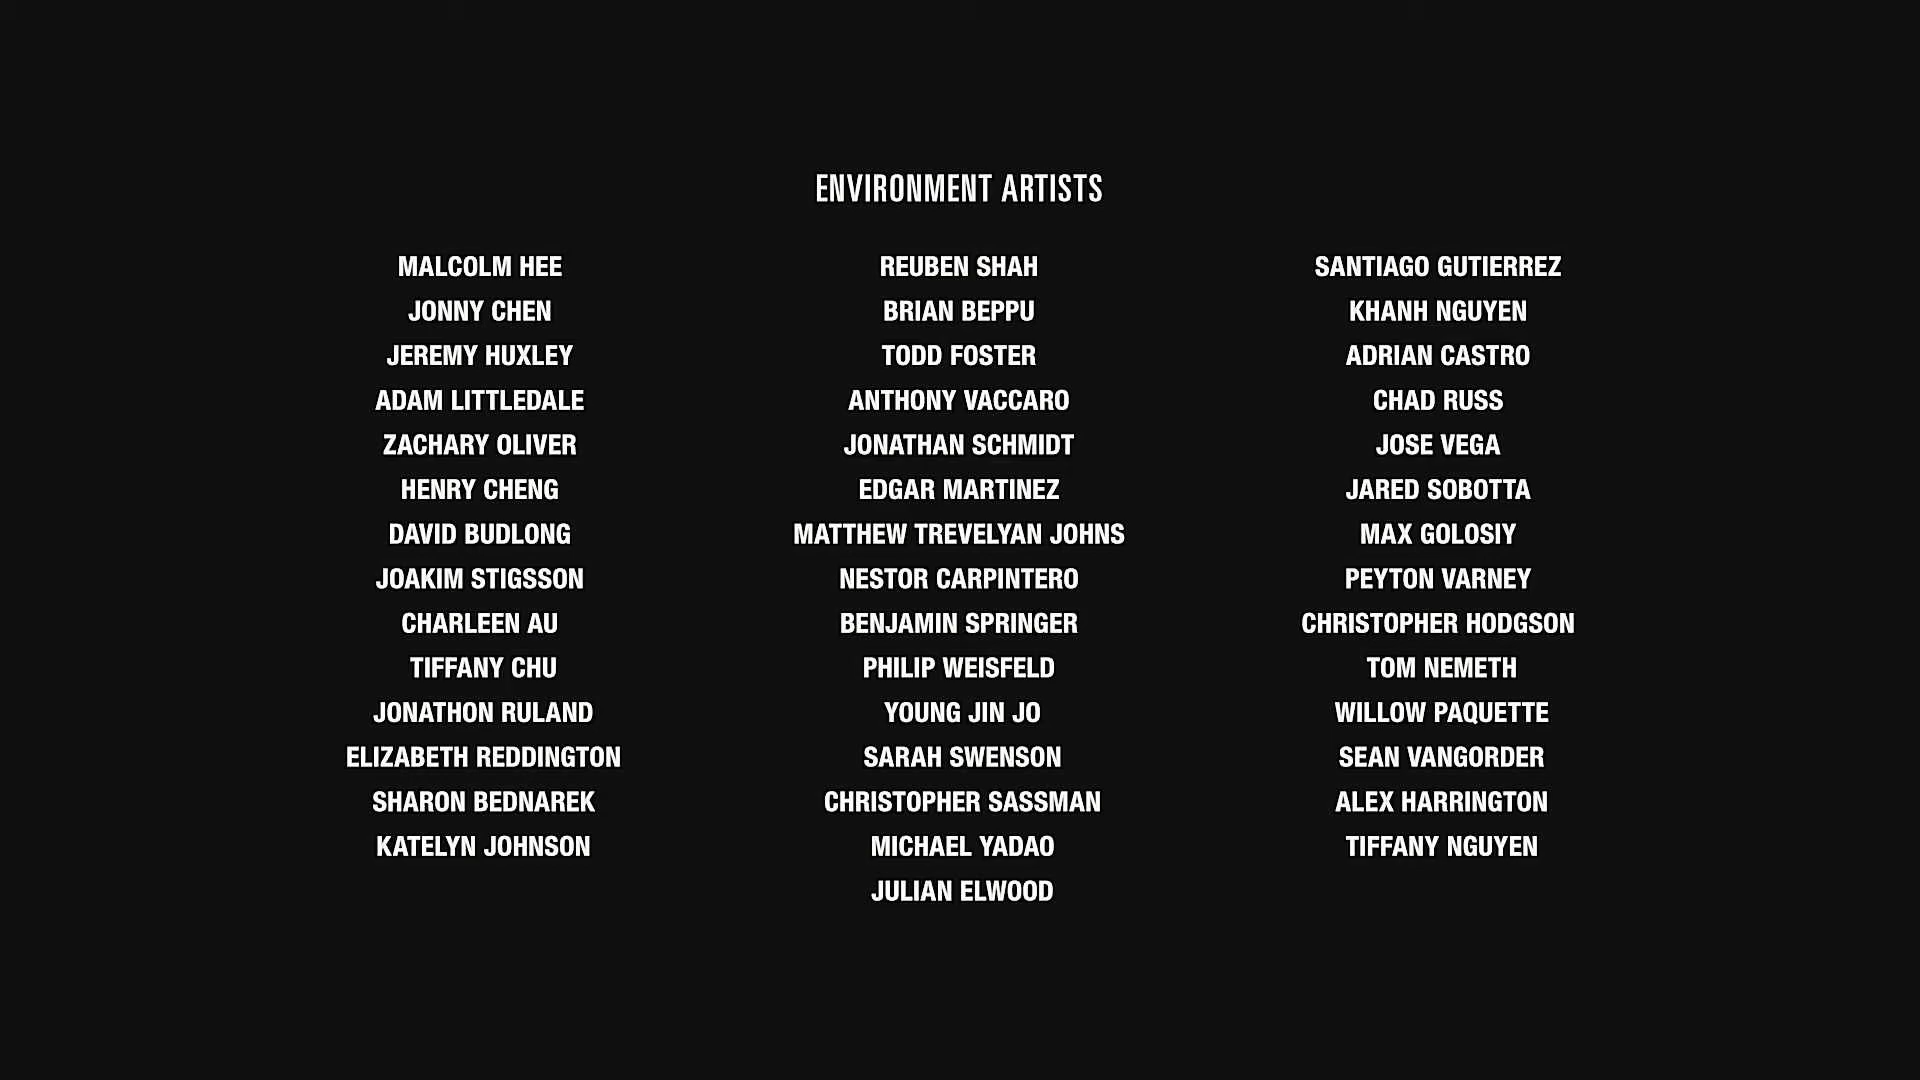 ENVIRONMENT ARTISTS
MALCOLM HEE
JONNY CHEN
JEREMY HUXLEY
ADAM LITTLEDALE
ZACHARY OLIVER
HENRY CHENG
DAVID BUDLONG
JOAKIM STIGSSON
CHARLEEN AU
TIFFANY CHU
JONATHON RULAND
ELIZABETH REDDINGTON
SHARON BEDNAREK
KATELYN JOHNSON
REUBEN SHAH
BRIAN BEPPU
TODD FOSTER
ANTHONY VACCARO
JONATHAN SCHMIDT
EDGAR MARTINEZ
MATTHEW TREVELYAN JOHNS
NESTOR CARPINTERO
BENJAMIN SPRINGER
PHILIP WEISFELD
YOUNG JIN JO
SARAH SWENSON
CHRISTOPHER SASSMAN
MICHAEL YADAO
JULIAN ELWOOD
SANTIAGO GUTIERREZ
KHANH NGUYEN
ADRIAN CASTRO
CHAD RUSS
JOSE VEGA
JARED SOBOTTA
MAX GOLOSIY
PEYTON VARNEY
CHRISTOPHER HODGSON
TOM NEMETH
WILLOW PAQUETTE
SEAN VANGORDER
ALEX HARRINGTON
TIFFANY NGUYEN